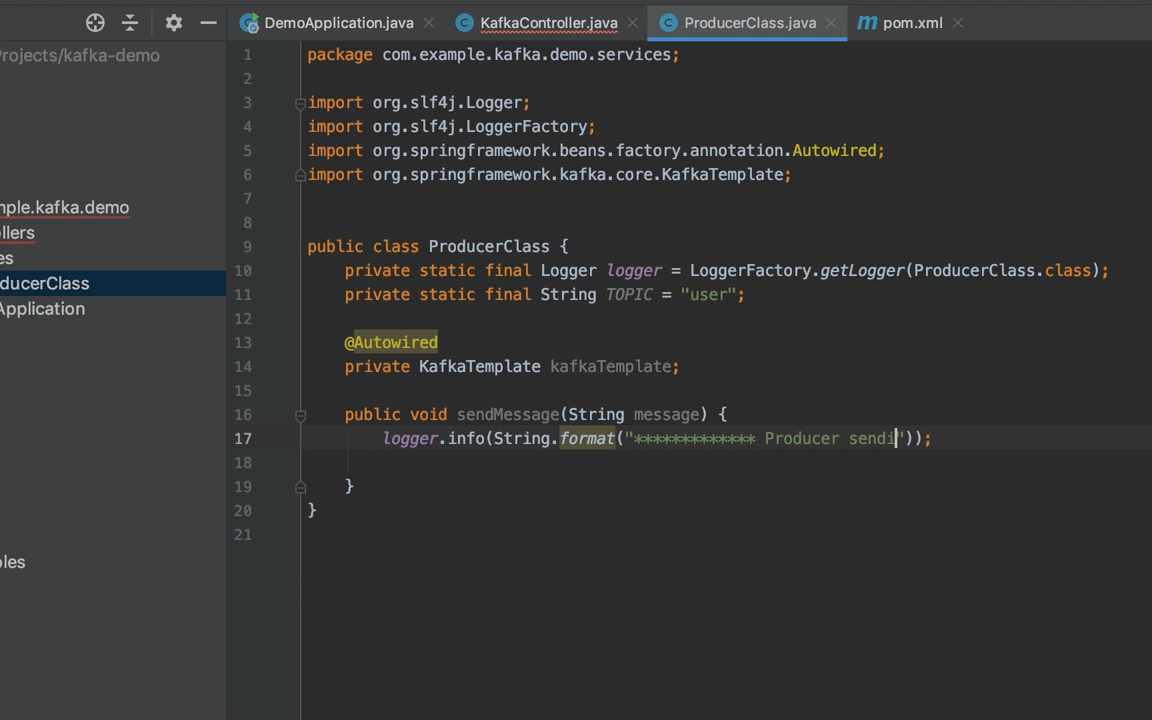 DemoApplication.java KafkaController.java ProducerClass.java m pom.xml
rojects/kafka-demo
nple.kafka.demo
llers
es
ducerClass
Application
les
1 package com.example.kafka.demo.services;
2
3 import org.slf4j.Logger;
4 import org.slf4j.LoggerFactory;
5 import org.springframework.beans.factory.annotation.Autowired;
6 import org.springframework.kafka.core.KafkaTemplate;
7
8
9 public class ProducerClass {
10 private static final Logger logger = LoggerFactory.getLogger(ProducerClass.class);
11 private static final String TOPIC = "user";
12
13 @Autowired
14 private KafkaTemplate kafkaTemplate;
15
16 public void sendMessage(String message) {
17 logger.info(String.format("************* Producer sendi"));
18
19 }
20 }
21